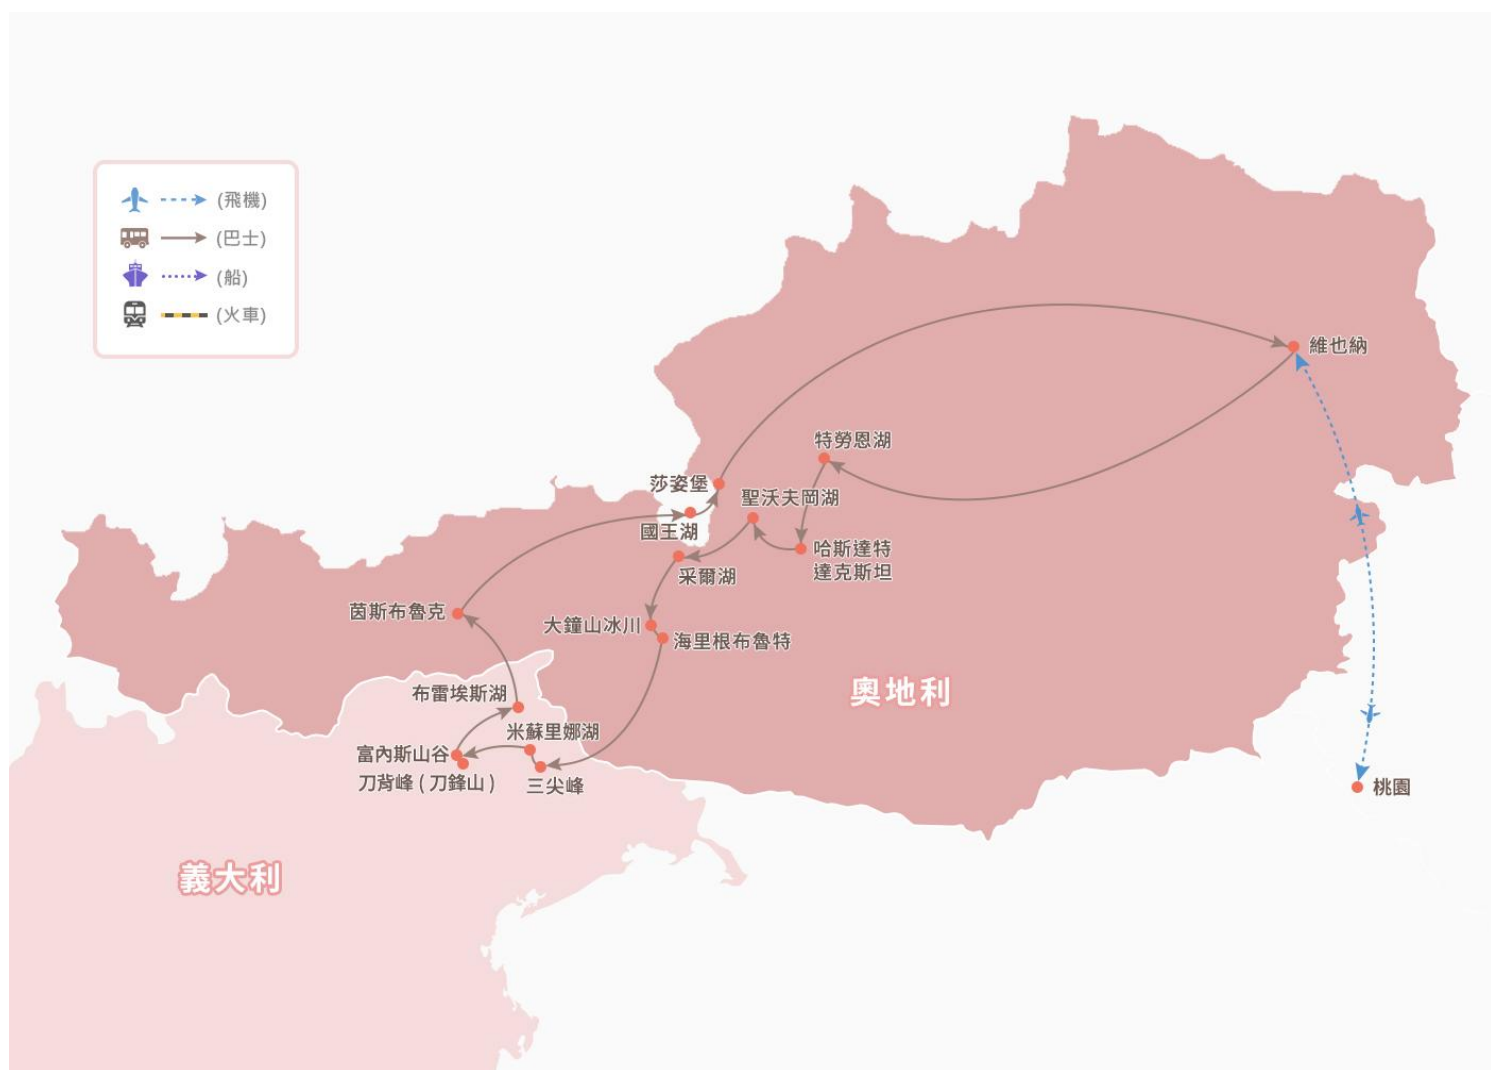 (飛機)
(巴士)
(船)
(火車)
維也納
特勞恩湖
莎姿堡
聖沃夫岡湖
國王湖
哈斯達特
達克斯坦
采爾湖
茵斯布魯克
大鐘山冰川
海里根布魯特
布雷埃斯湖
奧地利
米蘇里娜湖
富內斯山谷
刀背峰 ( 刀鋒山 )
三尖峰
桃園
義大利